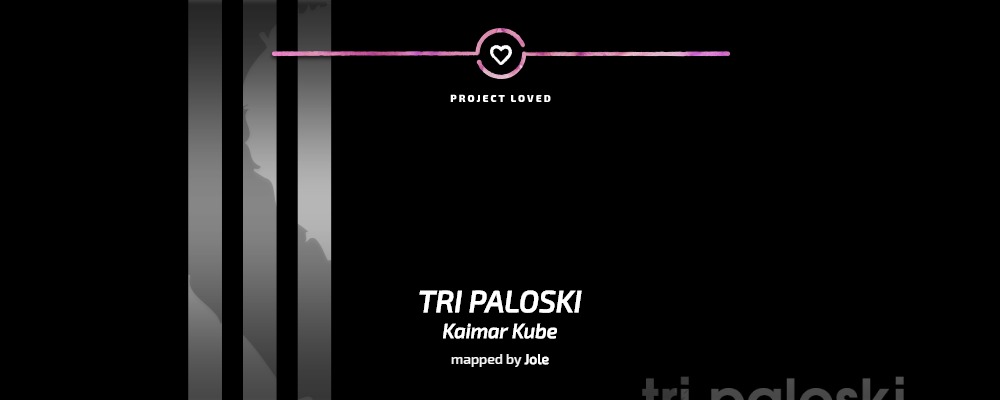 PROJECT LOVED
TRI PALOSKI
Kaimar Kube
mapped by Jole
tri paloski